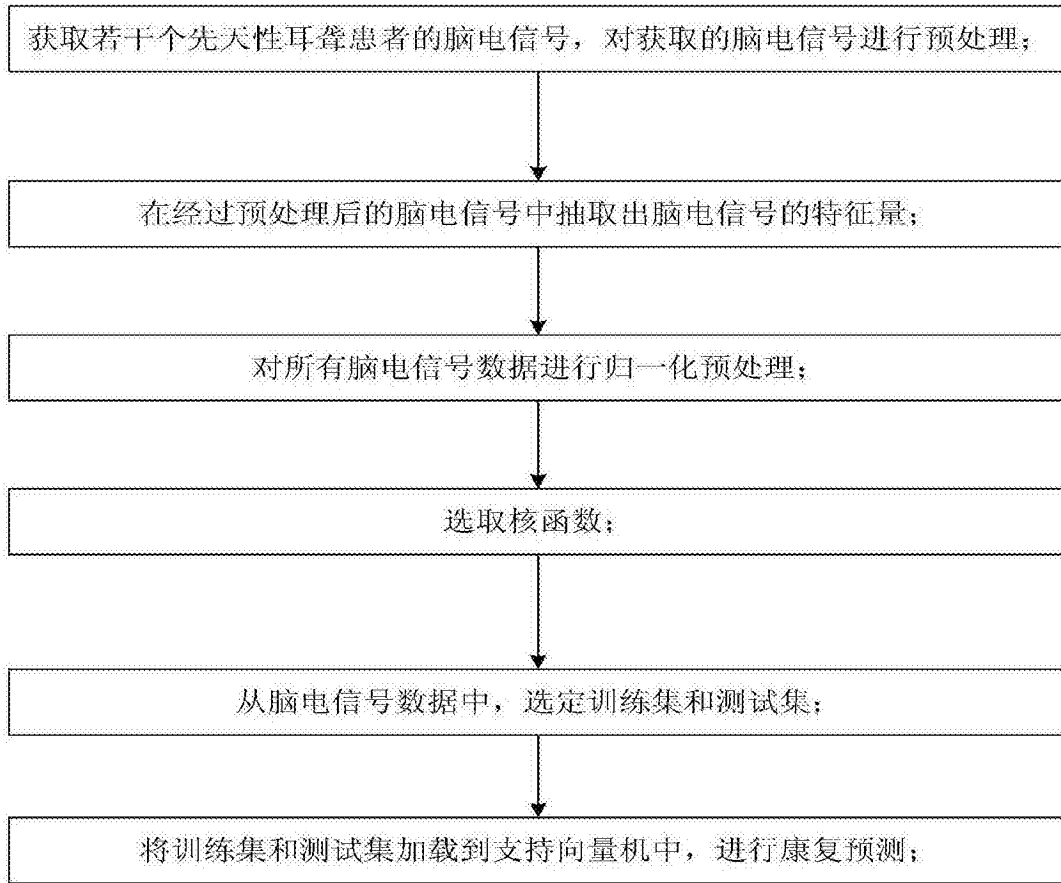 获取若干个先天性耳聋患者的脑电信号，对获取的脑电信号进行预处理；
在经过预处理后的脑电信号中抽取出脑电信号的特征量；
对所有脑电信号数据进行归一化预处理；
选取核函数；
从脑电信号数据中，选定训练集和测试集；
将训练集和测试集加载到支持向量机中，进行康复预测；